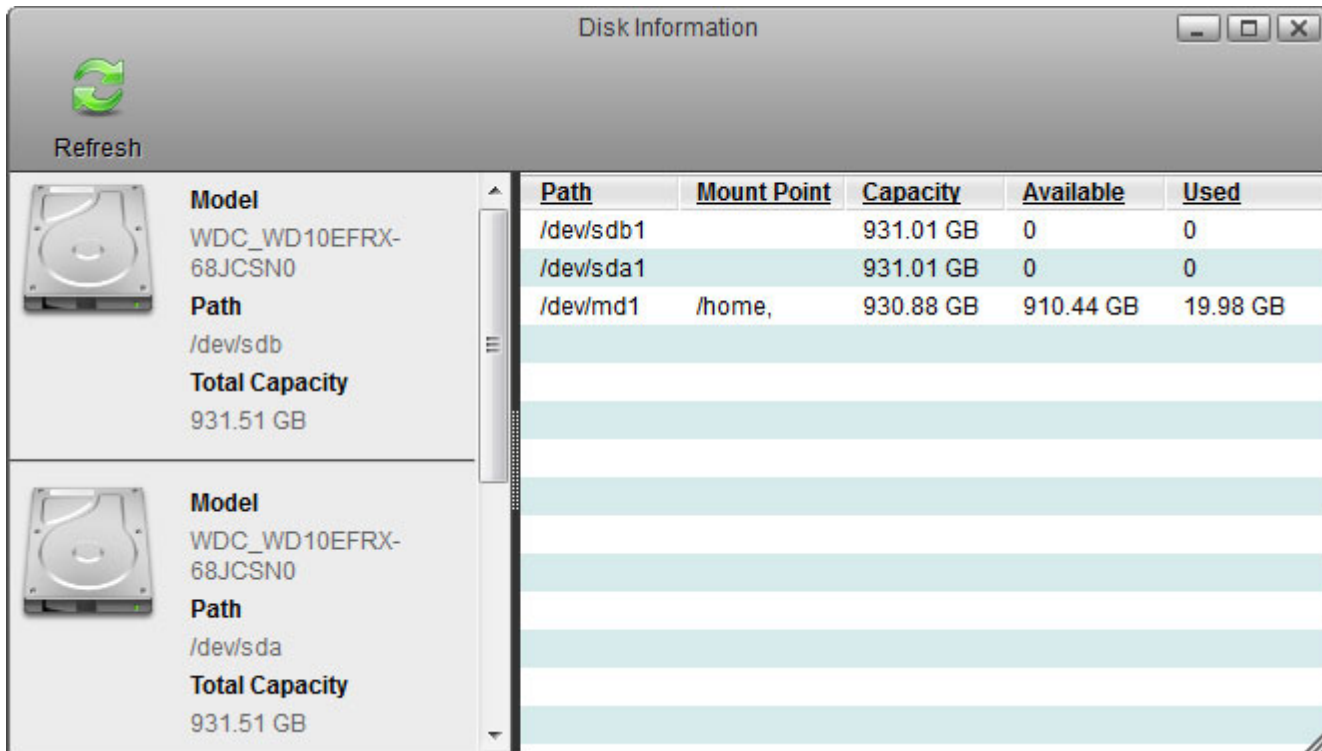 Disk Information
Refresh
Model
WDC_WD10EFRX-
68JCSN0
Path
/dev/sdb
Total Capacity
931.51 GB
Model
WDC_WD10EFRX-
68JCSN0
Path
/dev/sda
Total Capacity
931.51 GB
Path Mount Point Capacity Available Used
/dev/sdb1 931.01 GB 0 0
/dev/sda1 931.01 GB 0 0
/dev/md1 /home, 930.88 GB 910.44 GB 19.98 GB